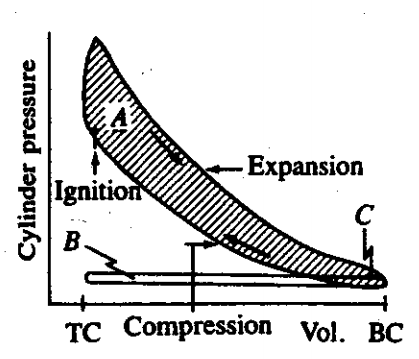 Cylinder pressure
A
Expansion
Ignition
B
C
TC
Compression
Vol.
BC